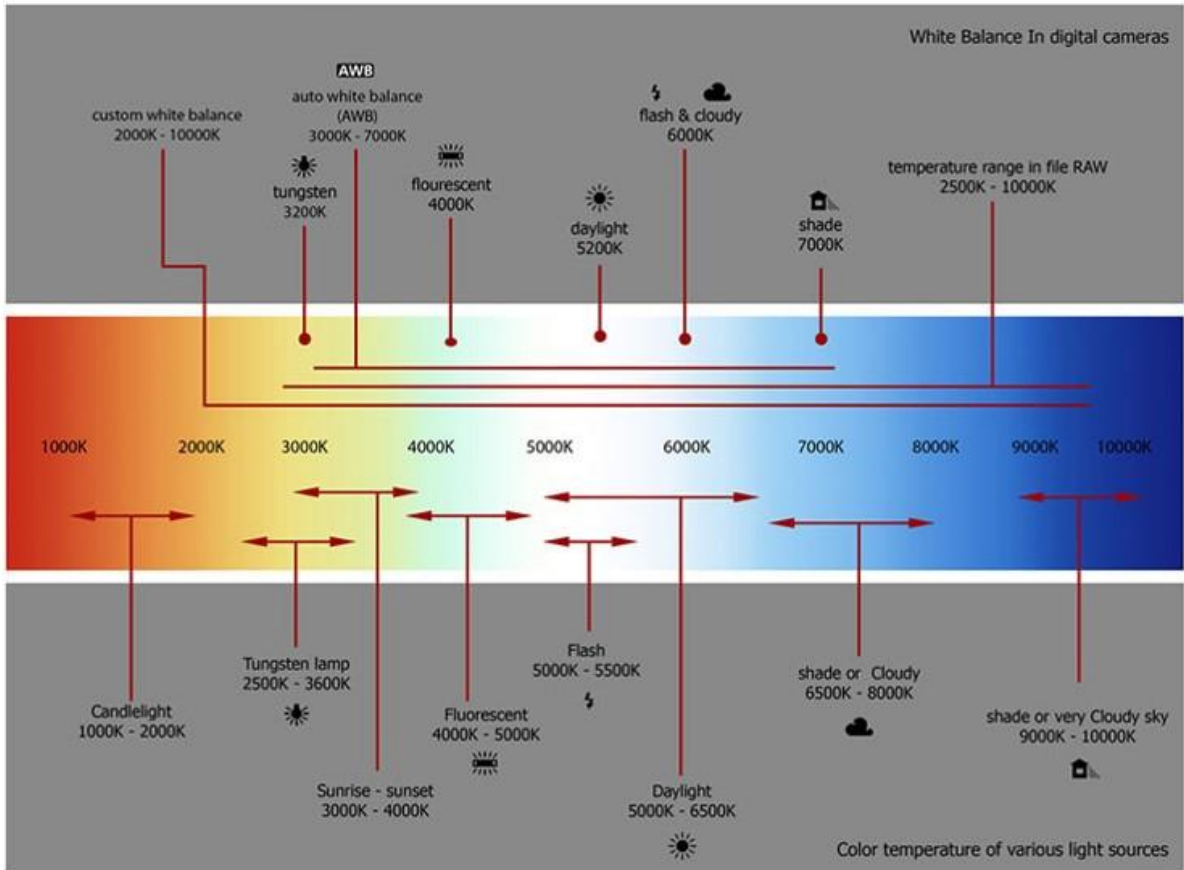 White Balance In digital cameras
AWB
auto white balance
(AWB)
3000K - 7000K
custom white balance
2000K - 10000K
tungsten
3200K
flourescent
4000K
flash & cloudy
6000K
daylight
5200K
shade
7000K
temperature range in file RAW
2500K - 10000K
1000K 2000K 3000K 4000K 5000K 6000K 7000K 8000K 9000K 10000K
Candlelight
1000K - 2000K
Tungsten lamp
2500K - 3600K
Sunrise - sunset
3000K - 4000K
Fluorescent
4000K - 5000K
Flash
5000K - 5500K
Daylight
5000K - 6500K
shade or Cloudy
6500K - 8000K
shade or very Cloudy sky
9000K - 10000K
Color temperature of various light sources